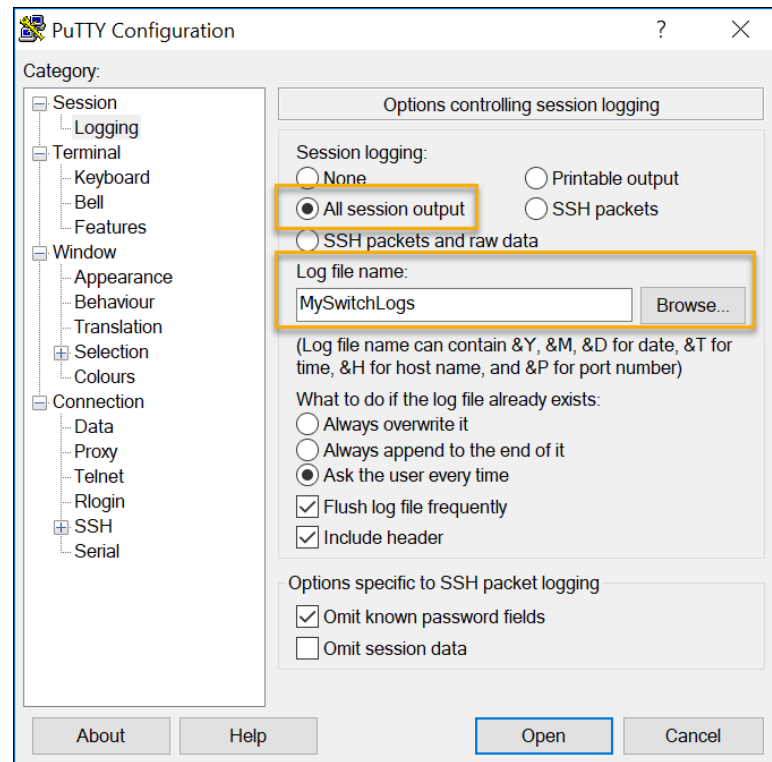 PuTTY Configuration
?
Category:
Session
Logging
Terminal
Keyboard
Bell
Features
Window
Appearance
Behaviour
Translation
Selection
Colours
Connection
Data
Proxy
Telnet
Rlogin
SSH
Serial
Options controlling session logging
Session logging:
None
Printable output
All session output
SSH packets
SSH packets and raw data
Log file name:
MySwitchLogs
Browse...
(Log file name can contain &Y, &M, &D for date, &T for
time, &H for host name, and &P for port number)
What to do if the log file already exists:
Always overwrite it
Always append to the end of it
Ask the user every time
Flush log file frequently
Include header
Options specific to SSH packet logging
Omit known password fields
Omit session data
About
Help
Open
Cancel